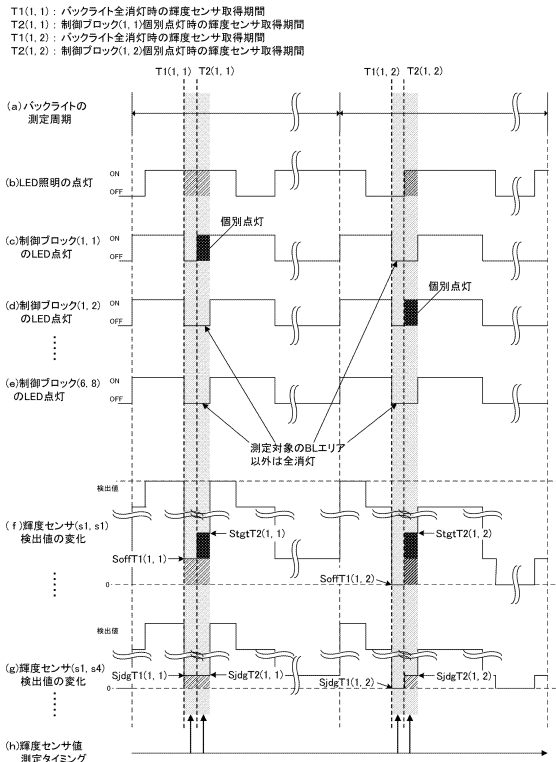 T1(1, 1) : バックライト全消灯時の輝度センサ取得期間
T2(1, 1) : 制御ブロック(1, 1)個別点灯時の輝度センサ取得期間
T1(1, 2) : バックライト全消灯時の輝度センサ取得期間
T2(1, 2) : 制御ブロック(1, 2)個別点灯時の輝度センサ取得期間
T1(1, 1) T2(1, 1) T1(1, 2) T2(1, 2)
(a)バックライトの
測定周期
(b)LED照明の点灯
ON
OFF
個別点灯
(c)制御ブロック(1, 1)
のLED点灯
ON
OFF
個別点灯
(d)制御ブロック(1, 2)
のLED点灯
ON
OFF
(e)制御ブロック(6, 8)
のLED点灯
ON
OFF
測定対象のBLエリア
以外は全消灯
検出値
(f)輝度センサ(s1, s1)
検出値の変化
StgtT2(1, 1)
StgtT2(1, 2)
SoffT1(1, 1)
SoffT1(1, 2)
0
検出値
(g)輝度センサ(s1, s4)
検出値の変化
SjdgT1(1, 1)
SjdgT2(1, 1)
SjdgT2(1, 2)
SjdgT1(1, 2)
0
(h)輝度センサ値
測定タイミング